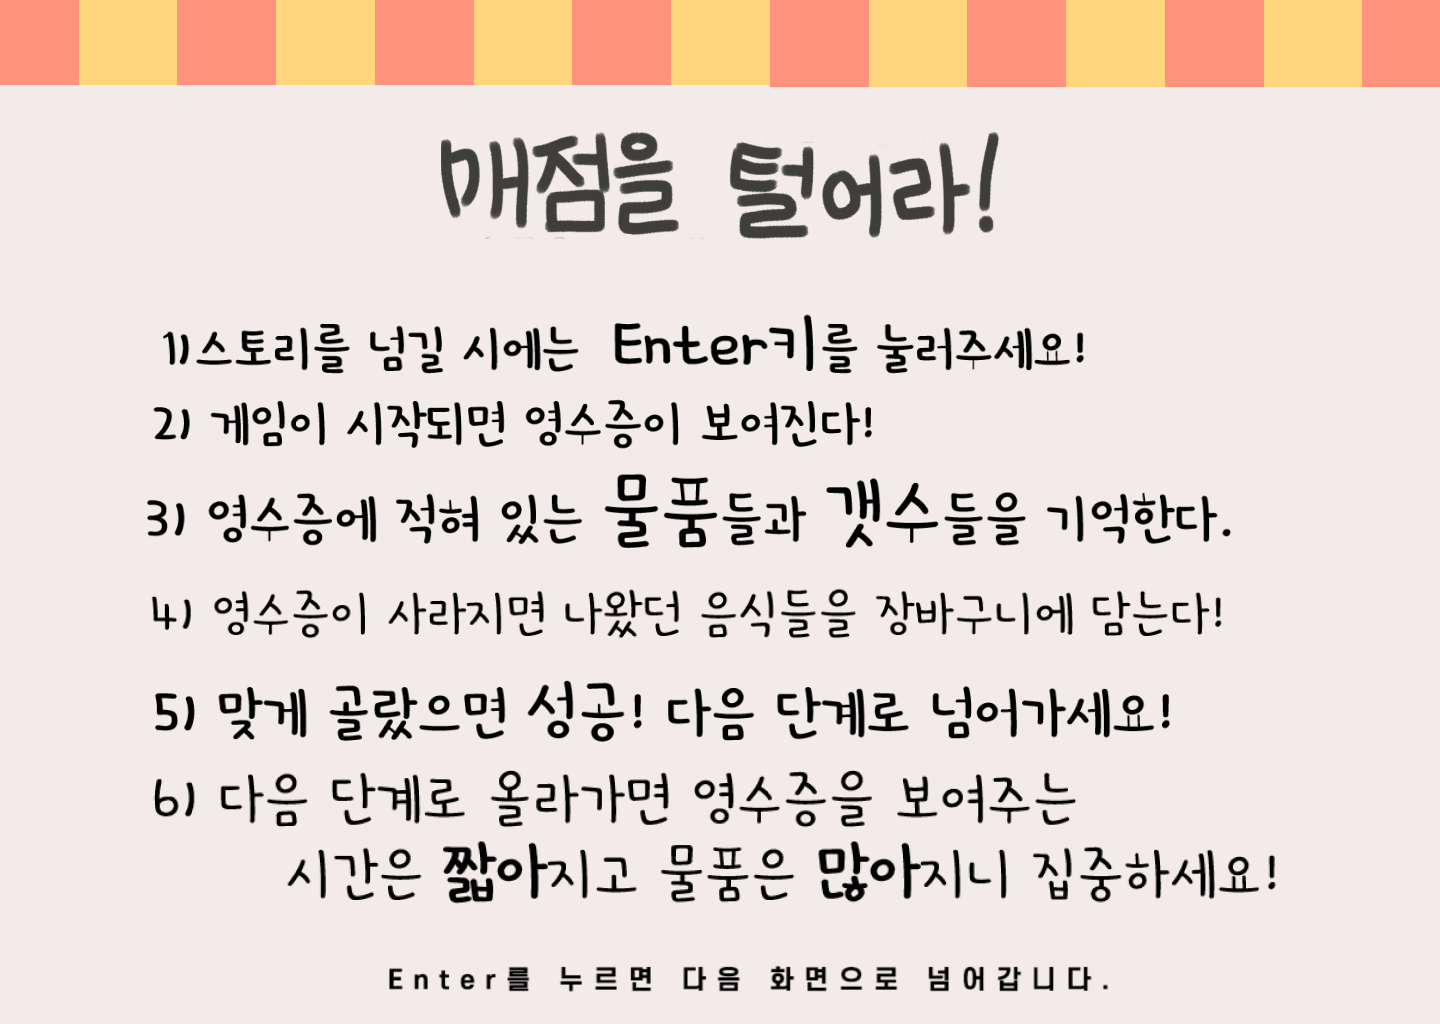 매점을 털어라!
1) 스토리를 넘길 시에는 Enter키를 눌러주세요!
2) 게임이 시작되면 영수증이 보여진다!
3) 영수증에 적혀 있는 물품들과 갯수들을 기억한다.
4) 영수증이 사라지면 나왔던 음식들을 장바구니에 담는다!
5) 맞게 골랐으면 성공! 다음 단계로 넘어가세요!
6) 다음 단계로 올라가면 영수증을 보여주는
시간은 짧아지고 물품은 많아지니 집중하세요!
Enter를 누르면 다음 화면으로 넘어갑니다.